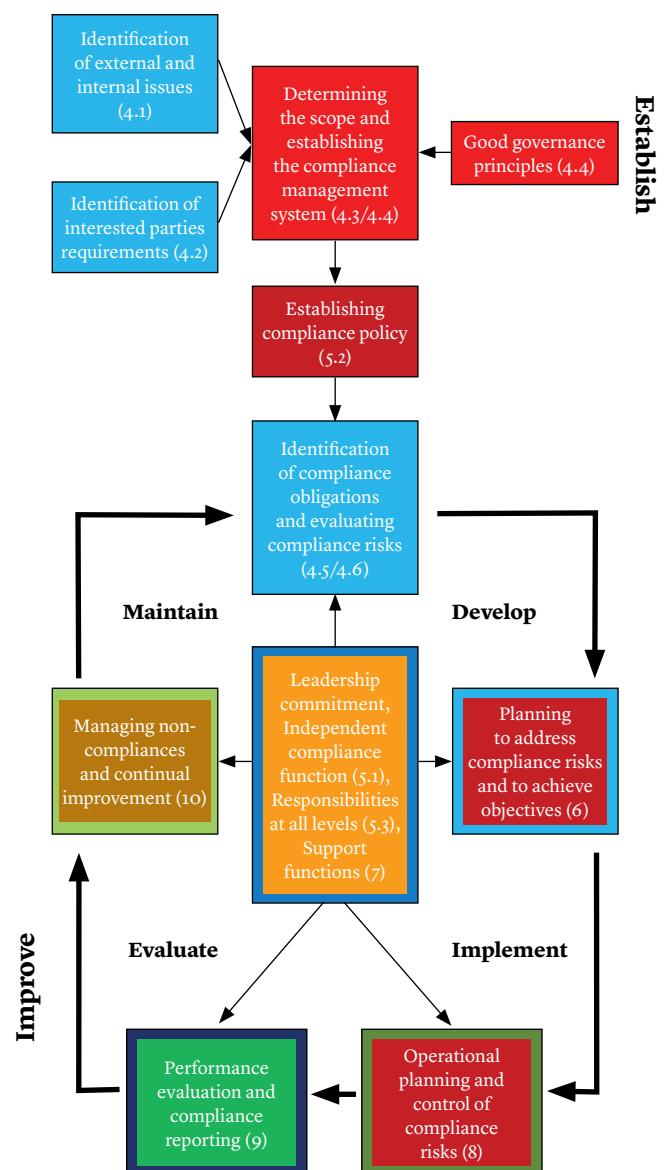 Identification
of external and
internal issues
(4.1)
Determining
the scope and
establishing
the compliance
management
system (4.3/4.4)
Good governance
principles (4.4)
Establish
Identification of
interested parties
requirements (4.2)
Establishing
compliance policy
(5.2)
Identification
of compliance
obligations
and evaluating
compliance risks
(4.5/4.6)
Maintain
Develop
Managing non-
compliances
and continual
improvement (10)
Leadership
commitment,
Independent
compliance
function (5.1),
Responsibilities
at all levels (5.3),
Support
functions (7)
Planning
to address
compliance risks
and to achieve
objectives (6)
Improve
Evaluate
Implement
Performance
evaluation and
compliance
reporting (9)
Operational
planning and
control of
compliance
risks (8)